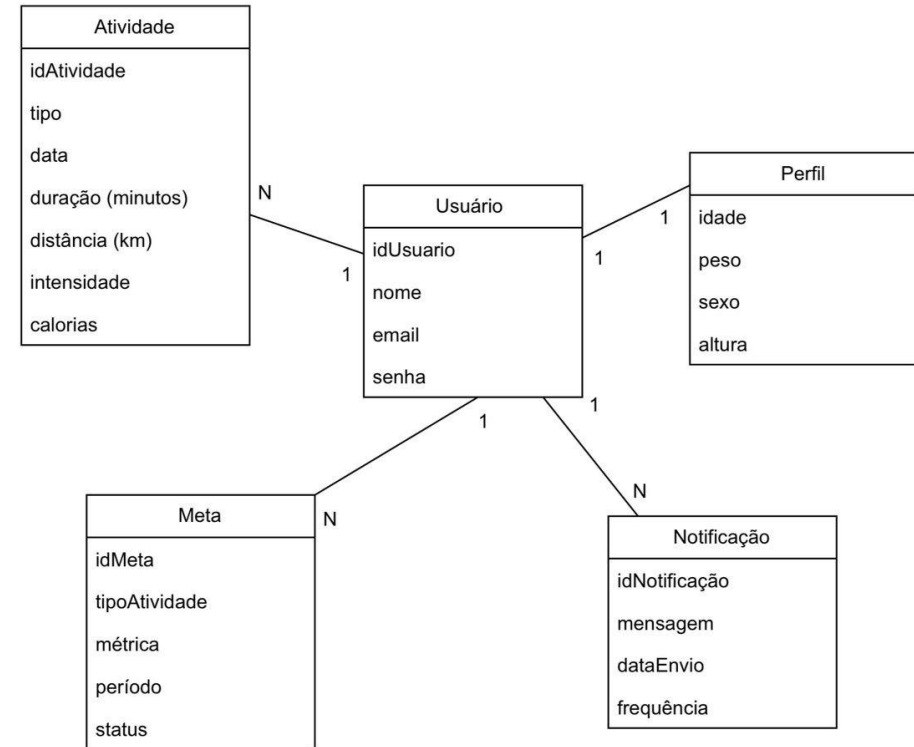 Atividade
idAtividade
tipo
data
duração (minutos)
distância (km)
intensidade
calorias
N
1
Usuário
idUsuario
nome
email
senha
1
1
Perfil
idade
peso
sexo
altura
1
N
Meta
idMeta
tipoAtividade
métrica
período
status
1
N
Notificação
idNotificação
mensagem
dataEnvio
frequência